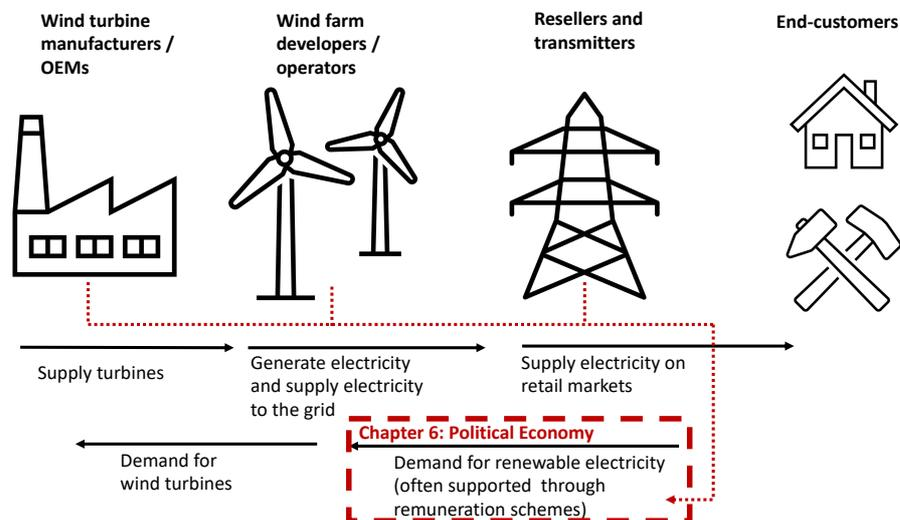 Wind turbine
manufacturers /
OEMs
Wind farm
developers /
operators
Resellers and
transmitters
End-customers
Supply turbines
Generate electricity
and supply electricity
to the grid
Supply electricity on
retail markets
Demand for
wind turbines
Chapter 6: Political Economy
Demand for renewable electricity
(often supported through
remuneration schemes)